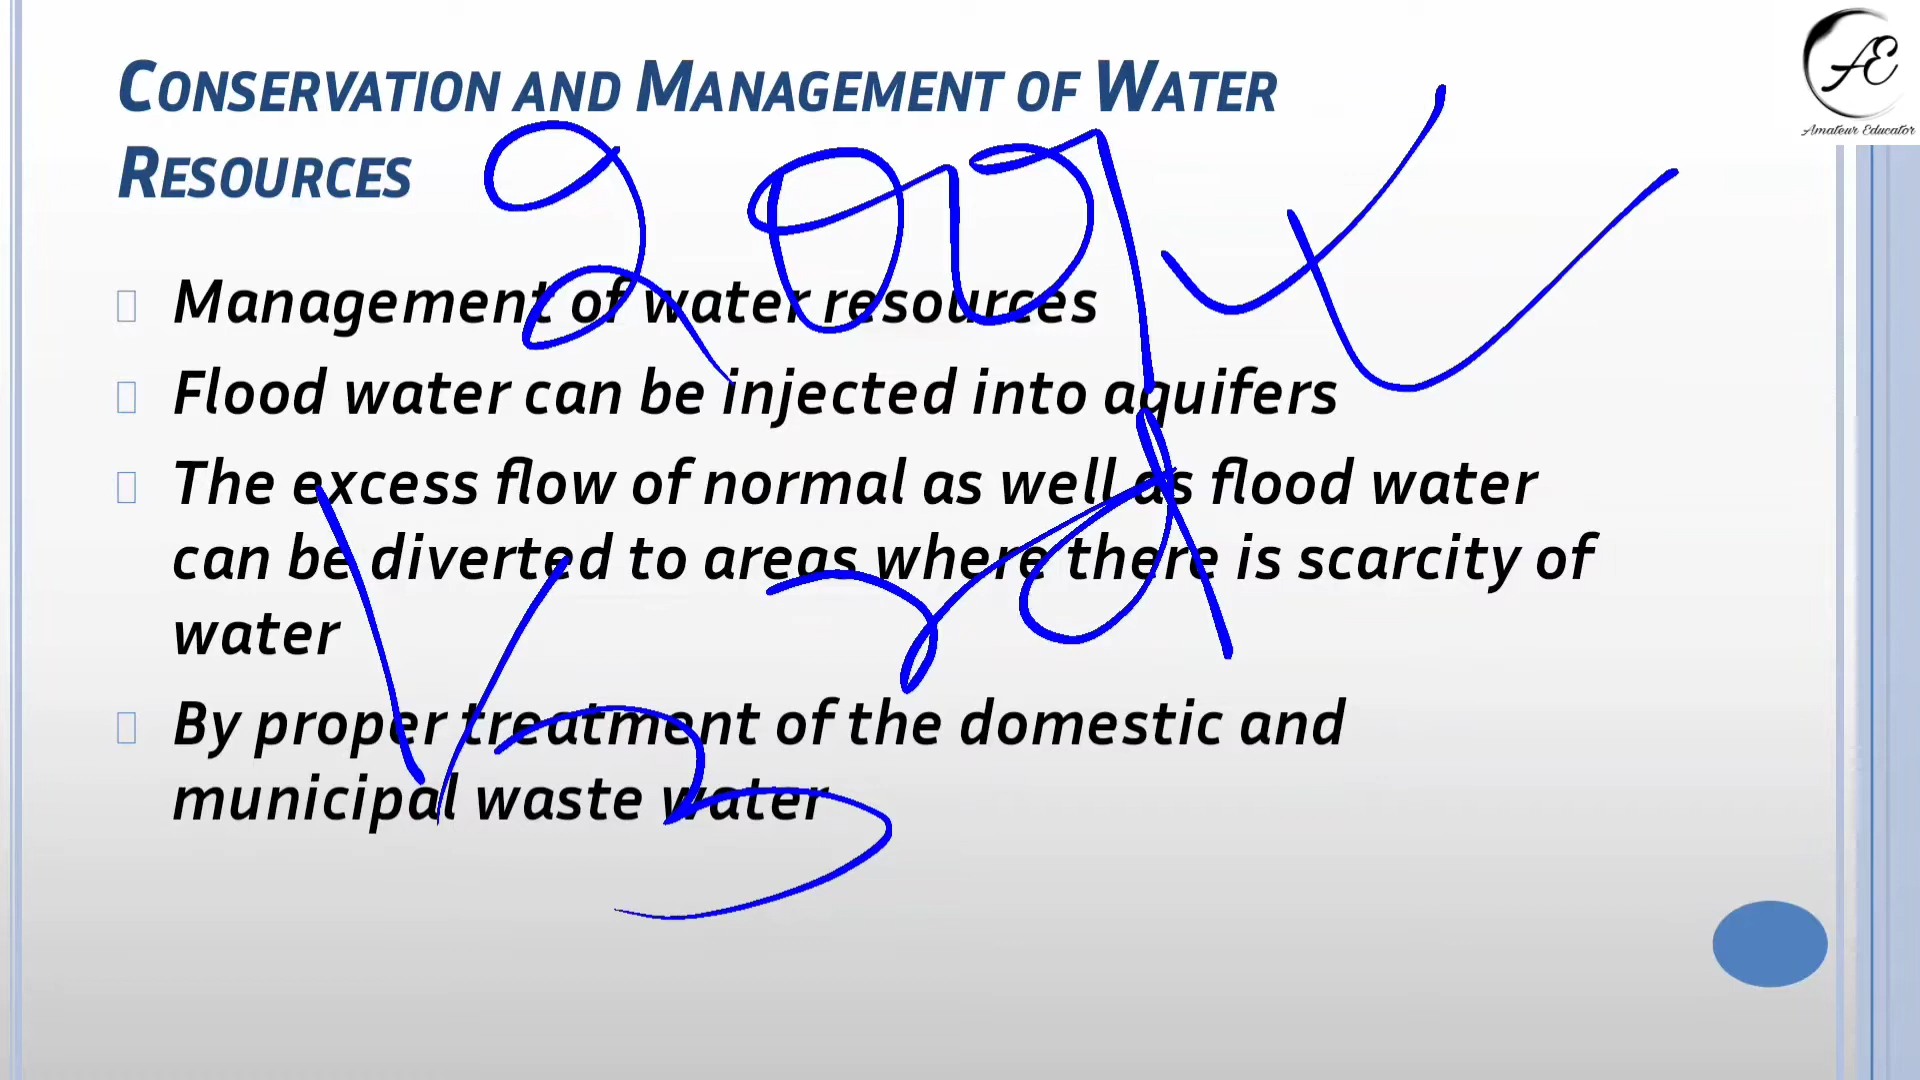 CONSERVATION AND MANAGEMENT OF WATER
RESOURCES
Management of water resources
Flood water can be injected into aquifers
The excess flow of normal as well as flood water
can be diverted to areas where there is scarcity of
water
By proper treatment of the domestic and
municipal waste water
AE
Amateur Educator